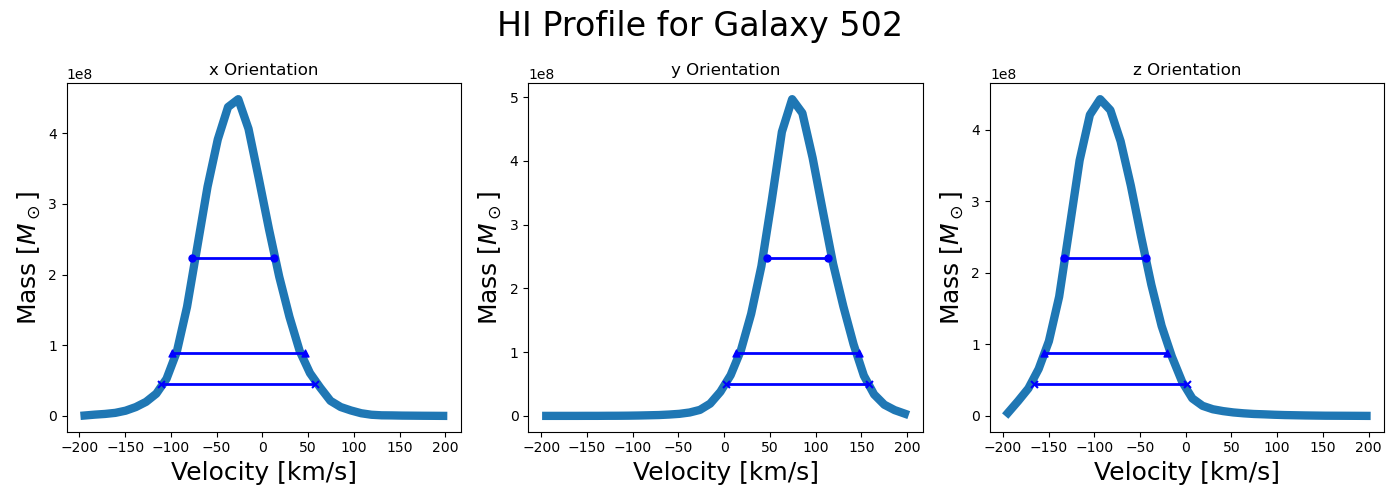 HI Profile for Galaxy 502
x Orientation
1e8
Mass [M⊙]
4
3
2
1
0
−200 −150 −100 −50 0 50 100 150 200
Velocity [km/s]
y Orientation
1e8
Mass [M⊙]
5
4
3
2
1
0
−200 −150 −100 −50 0 50 100 150 200
Velocity [km/s]
z Orientation
1e8
Mass [M⊙]
4
3
2
1
0
−200 −150 −100 −50 0 50 100 150 200
Velocity [km/s]